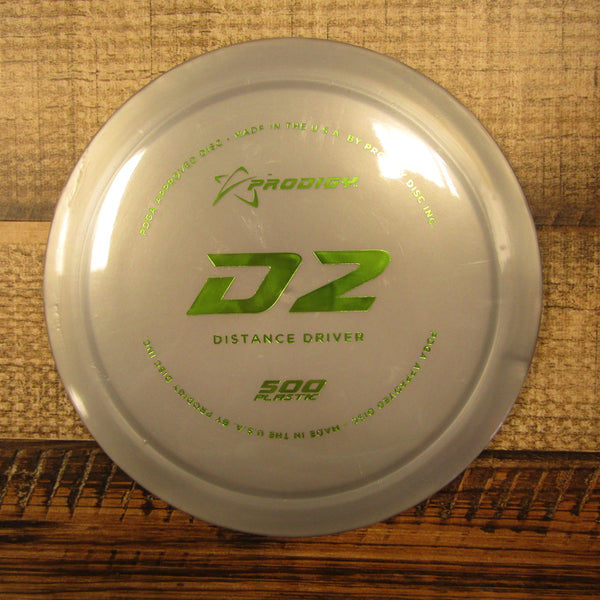 PDGA APPROVED DISC - MADE IN THE U.S.A. BY PRODIGY DISC INC.
PRODIGY
D2
DISTANCE DRIVER
500
PLASTIC
PDGA APPROVED DISC - MADE IN THE U.S.A. BY PRODIGY DISC INC.